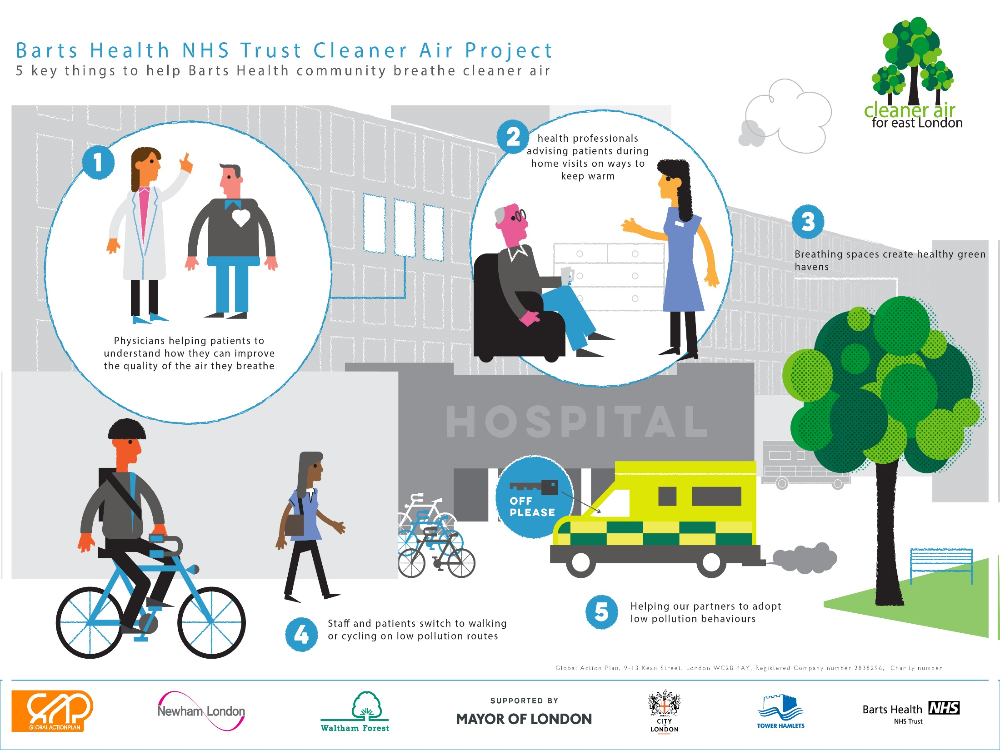 Barts Health NHS Trust Cleaner Air Project
5 key things to help Barts Health community breathe cleaner air
cleaner air
for east London
1
Physicians helping patients to
understand how they can improve
the quality of the air they breathe
2
health professionals
advising patients during
home visits on ways to
keep warm
3
Breathing spaces create healthy green
havens
HOSPITAL
OFF
PLEASE
4
Staff and patients switch to walking
or cycling on low pollution routes
5
Helping our partners to adopt
low pollution behaviours
Global Action Plan, 9-13 Kean Street, London WC2B 4AY, Registered Company number 2838296, Charity number
GAP
GLOBAL ACTION PLAN
Newham London
Waltham Forest
SUPPORTED BY
MAYOR OF LONDON
CITY
OF
LONDON
TOWER HAMLETS
Barts Health NHS
NHS Trust